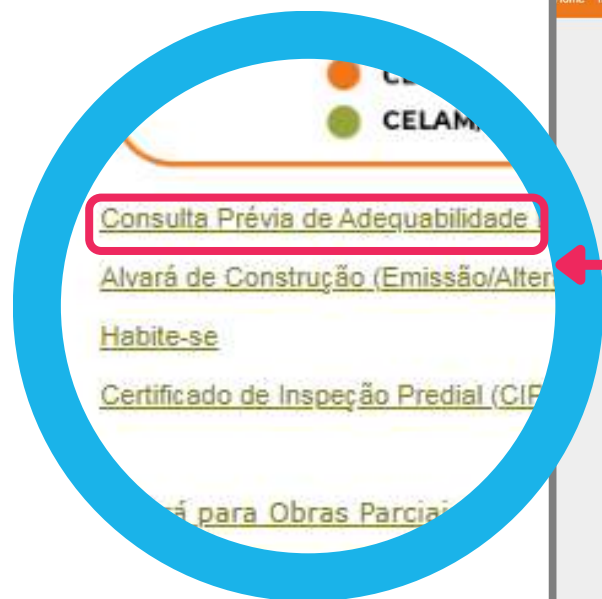 CELAM
Consulta Prévia de Adequabilidade
Alvará de Construção (Emissão/Alter
Habite-se
Certificado de Inspeção Predial (CIP
para Obras Parciai